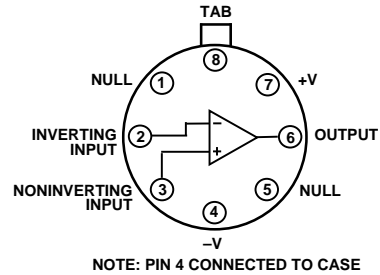 TAB
8
NULL 1
7 +V
INVERTING
INPUT
2
−
6 OUTPUT
+
NONINVERTING
INPUT
3
5 NULL
4
–V
NOTE: PIN 4 CONNECTED TO CASE